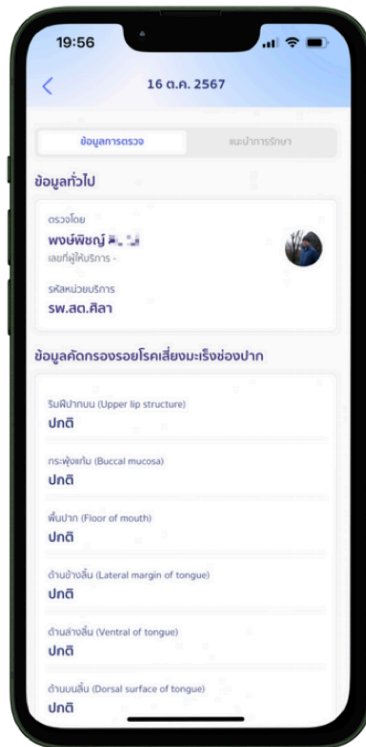 19:56
16 ต.ค. 2567
ข้อมูลการตรวจ
แนะนำการรักษา
ข้อมูลทั่วไป
ตรวจโดย
พงษ์พิชญ์
เลขที่ผู้ให้บริการ -
รหัสหน่วยบริการ
รพ.สต.ศิลา
ข้อมูลคัดกรองรอยโรคเสี่ยงมะเร็งช่องปาก
ริมฝีปากบน (Upper lip structure)
ปกติ
กระพุ้งแก้ม (Buccal mucosa)
ปกติ
พื้นปาก (Floor of mouth)
ปกติ
ด้านข้างลิ้น (Lateral margin of tongue)
ปกติ
ด้านล่างลิ้น (Ventral of tongue)
ปกติ
ด้านบนลิ้น (Dorsal surface of tongue)
ปกติ